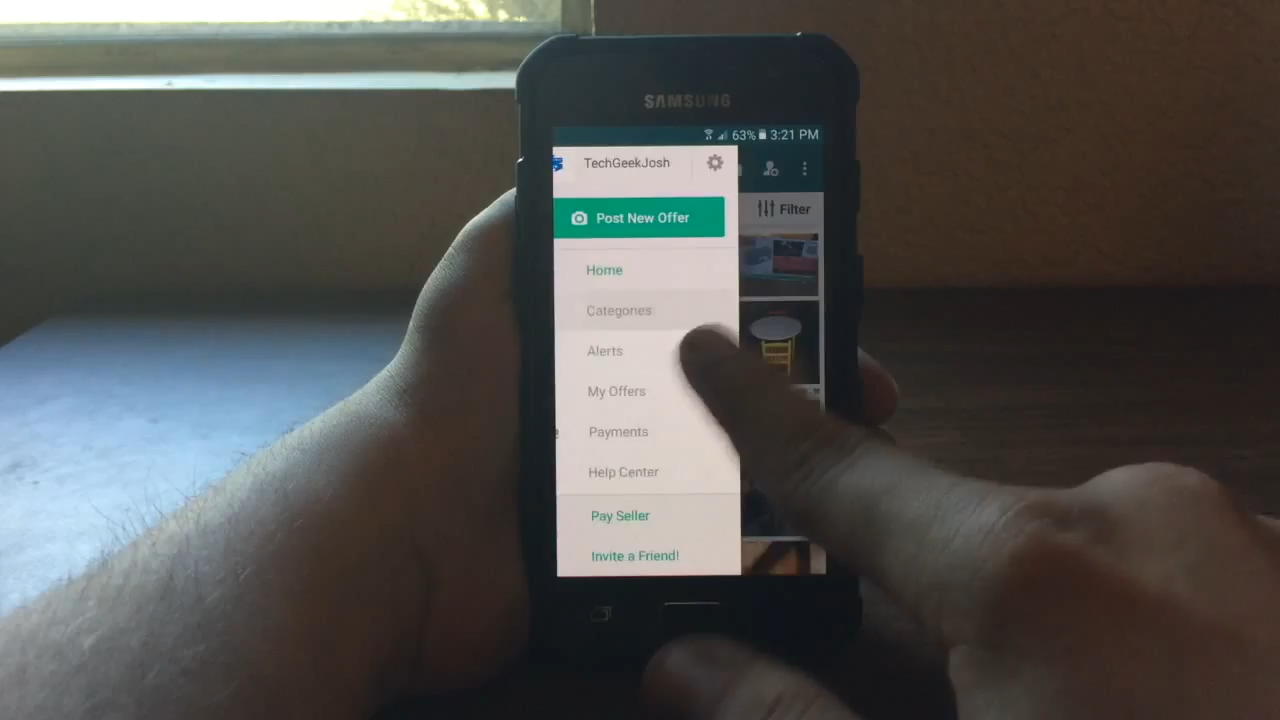 SAMSUNG
63% 3:21 PM
TechGeekJosh
Post New Offer
Filter
Home
Categories
Alerts
My Offers
Payments
Help Center
Pay Seller
Invite a Friend!